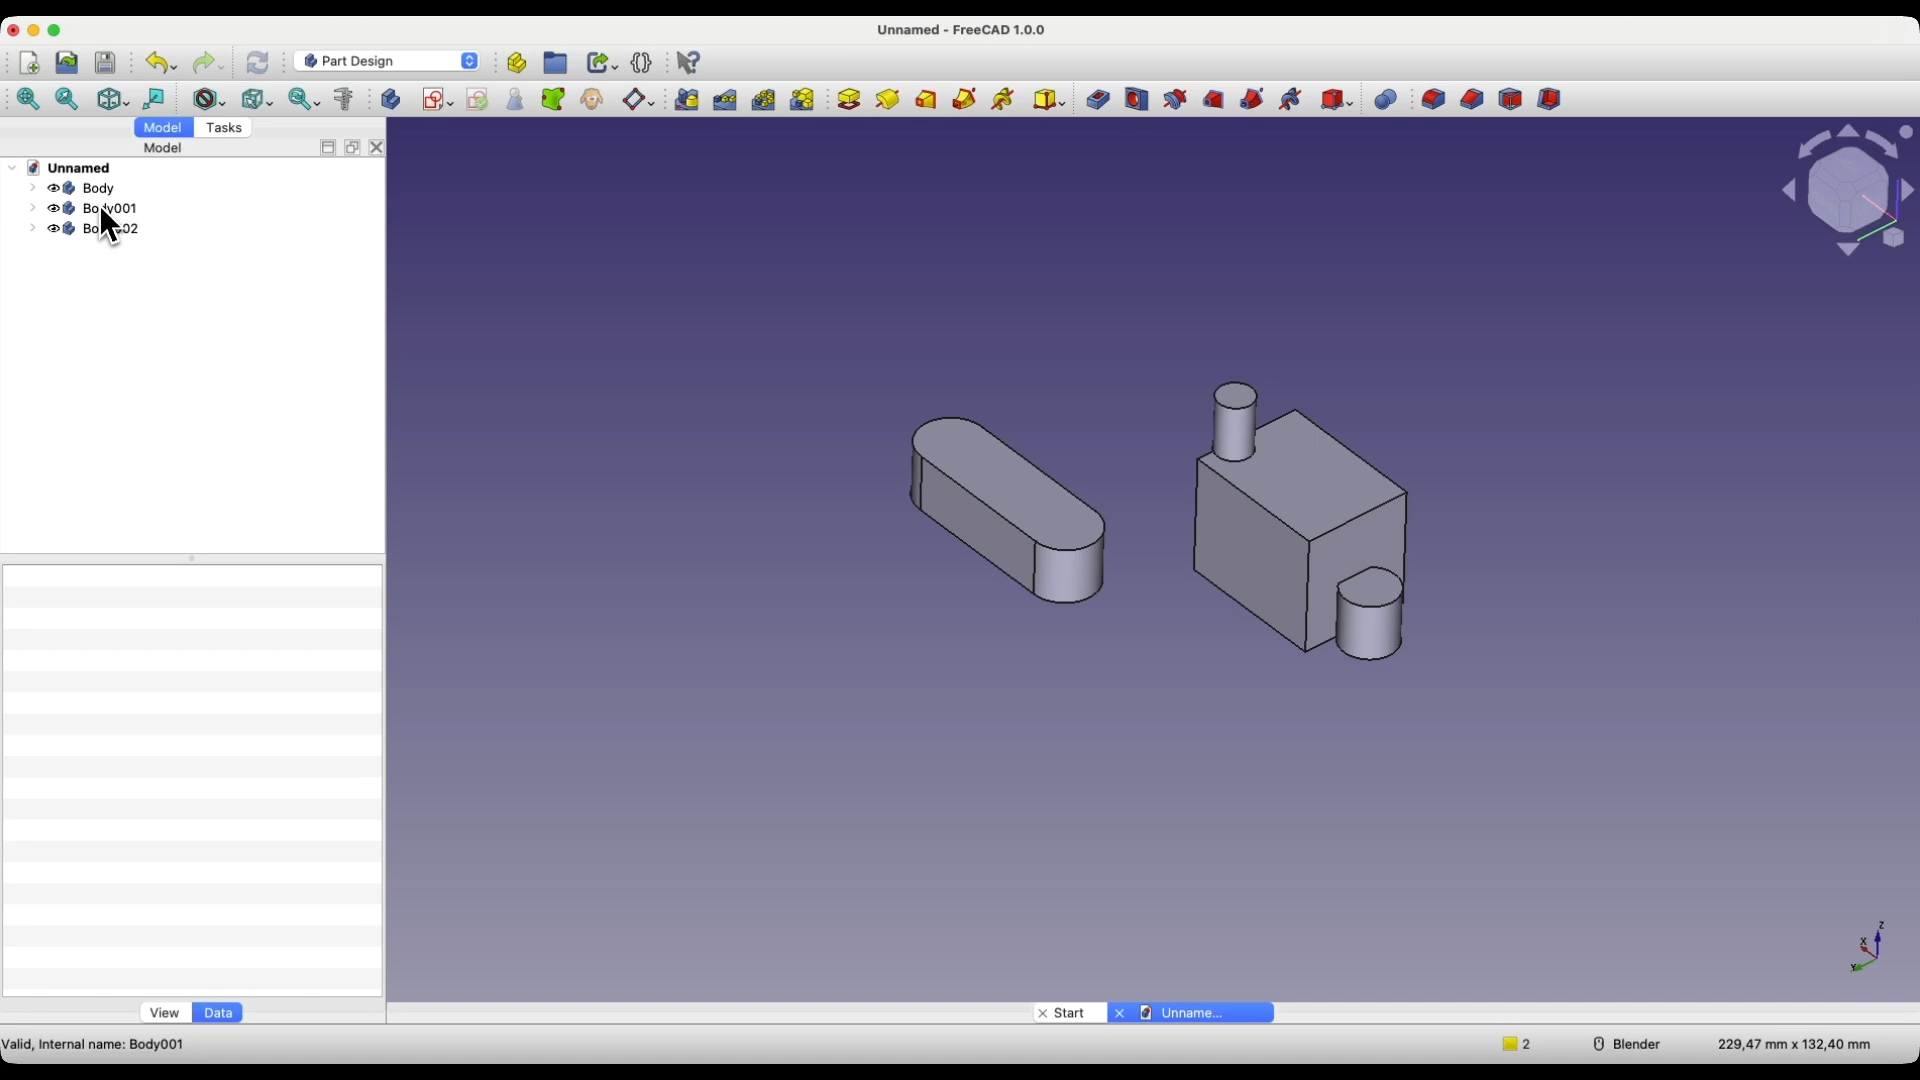 Unnamed - FreeCAD 1.0.0
Part Design
Model
Tasks
Model
Unnamed
Body
Body001
View
Data
Start
Unname...
Valid, Internal name: Body001
2
Blender
229,47 mm x 132,40 mm
Z
X
Y